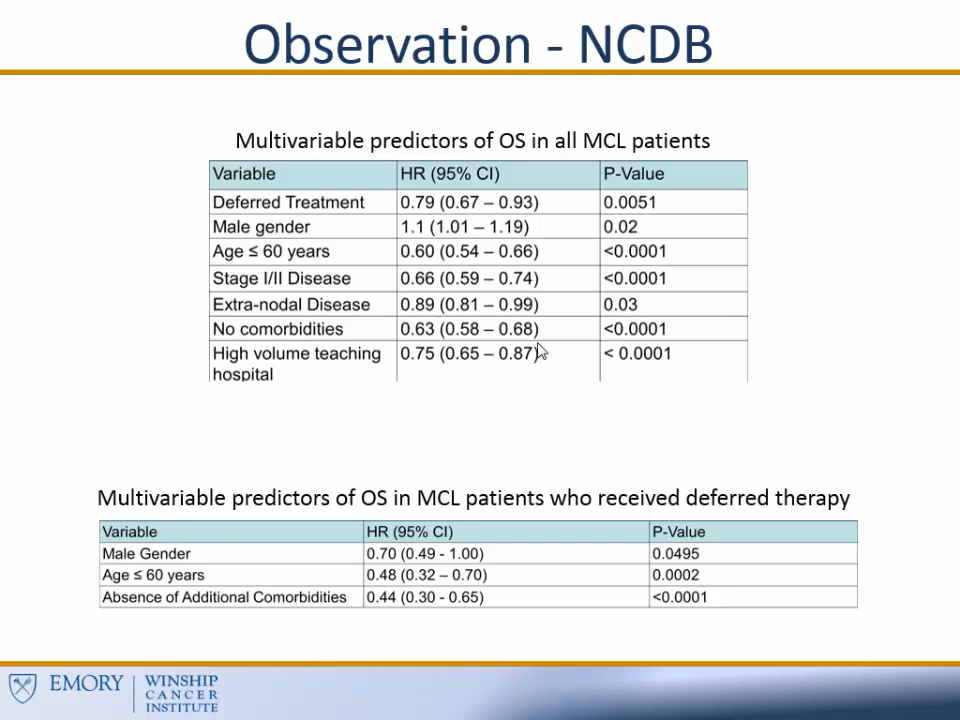 Observation - NCDB
Multivariable predictors of OS in all MCL patients
Variable HR (95% CI) P-Value
Deferred Treatment 0.79 (0.67 – 0.93) 0.0051
Male gender 1.1 (1.01 – 1.19) 0.02
Age ≤ 60 years 0.60 (0.54 – 0.66) <0.0001
Stage I/II Disease 0.66 (0.59 – 0.74) <0.0001
Extra-nodal Disease 0.89 (0.81 – 0.99) 0.03
No comorbidities 0.63 (0.58 – 0.68) <0.0001
High volume teaching 0.75 (0.65 – 0.87) < 0.0001
hospital
Multivariable predictors of OS in MCL patients who received deferred therapy
Variable HR (95% CI) P-Value
Male Gender 0.70 (0.49 - 1.00) 0.0495
Age ≤ 60 years 0.48 (0.32 – 0.70) 0.0002
Absence of Additional Comorbidities 0.44 (0.30 - 0.65) <0.0001
EMORY
WINSHIP
CANCER
INSTITUTE